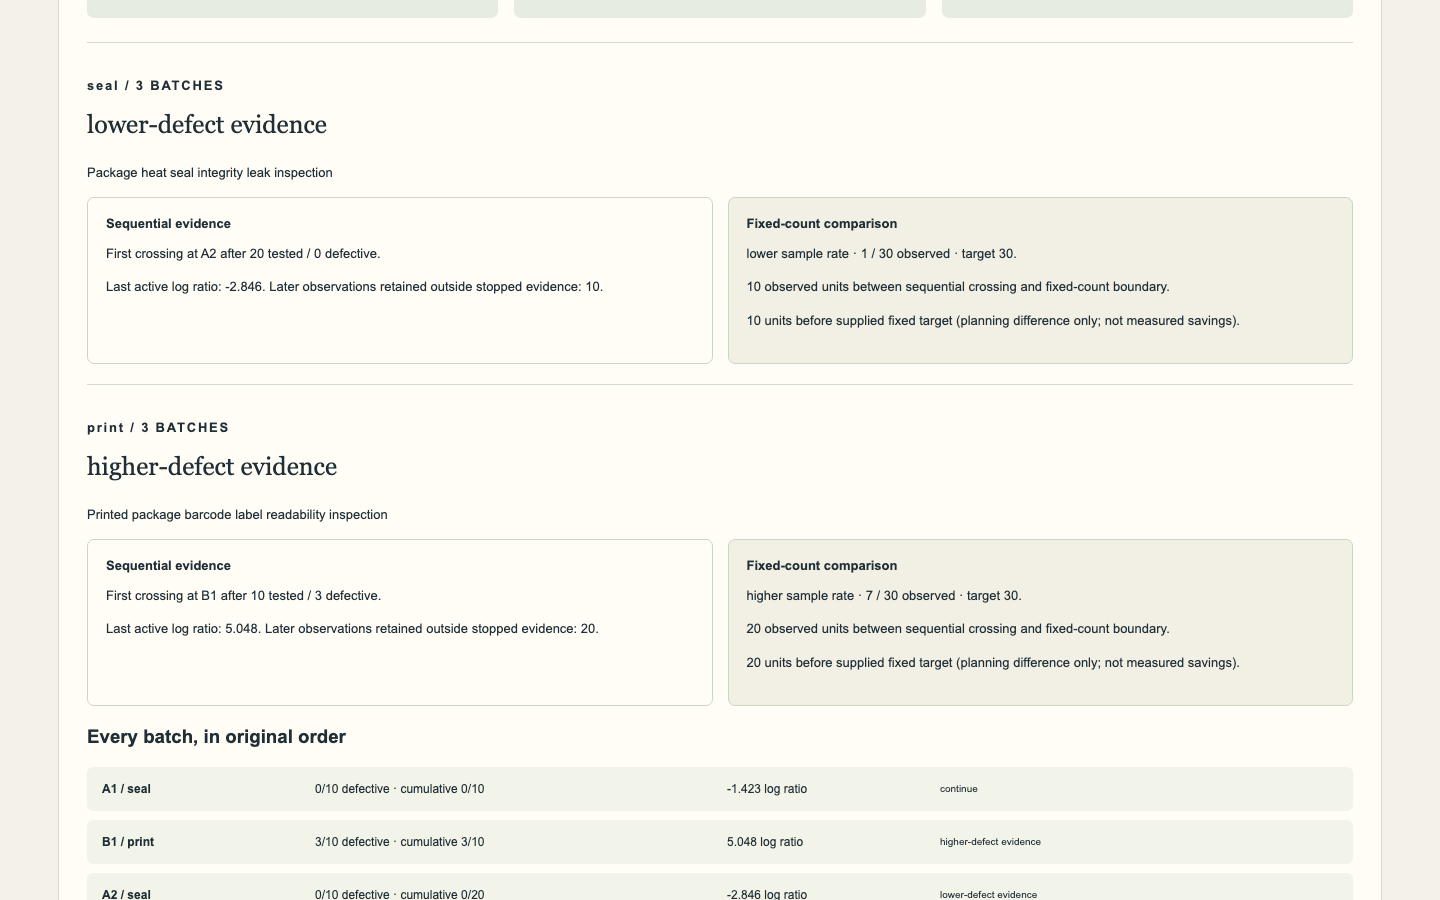 seal / 3 BATCHES
lower-defect evidence
Package heat seal integrity leak inspection
Sequential evidence
First crossing at A2 after 20 tested / 0 defective.
Last active log ratio: -2.846. Later observations retained outside stopped evidence: 10.
Fixed-count comparison
lower sample rate · 1 / 30 observed · target 30.
10 observed units between sequential crossing and fixed-count boundary.
10 units before supplied fixed target (planning difference only; not measured savings).
print / 3 BATCHES
higher-defect evidence
Printed package barcode label readability inspection
Sequential evidence
First crossing at B1 after 10 tested / 3 defective.
Last active log ratio: 5.048. Later observations retained outside stopped evidence: 20.
Fixed-count comparison
higher sample rate · 7 / 30 observed · target 30.
20 observed units between sequential crossing and fixed-count boundary.
20 units before supplied fixed target (planning difference only; not measured savings).
Every batch, in original order
A1 / seal 0/10 defective · cumulative 0/10 -1.423 log ratio continue
B1 / print 3/10 defective · cumulative 3/10 5.048 log ratio higher-defect evidence
A2 / seal 0/10 defective · cumulative 0/20 -2.846 log ratio lower-defect evidence